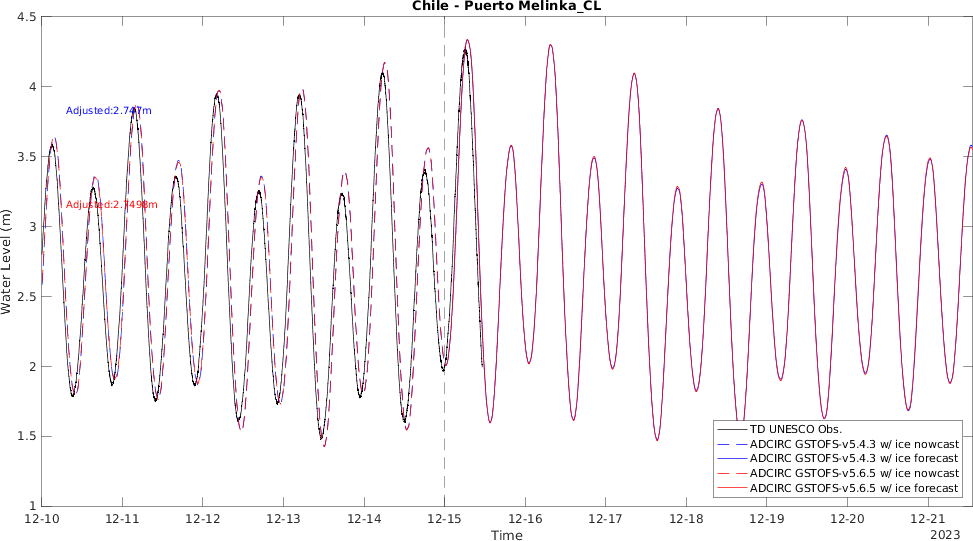 Chile - Puerto Melinka_CL
4.5
4
3.5
3
2.5
2
1.5
1
Water Level (m)
Adjusted:2.747m
Adjusted:2.7498m
TD UNESCO Obs.
ADCIRC GSTOFS-v5.4.3 w/ ice nowcast
ADCIRC GSTOFS-v5.4.3 w/ ice forecast
ADCIRC GSTOFS-v5.6.5 w/ ice nowcast
ADCIRC GSTOFS-v5.6.5 w/ ice forecast
12-10 12-11 12-12 12-13 12-14 12-15 12-16 12-17 12-18 12-19 12-20 12-21
Time
2023